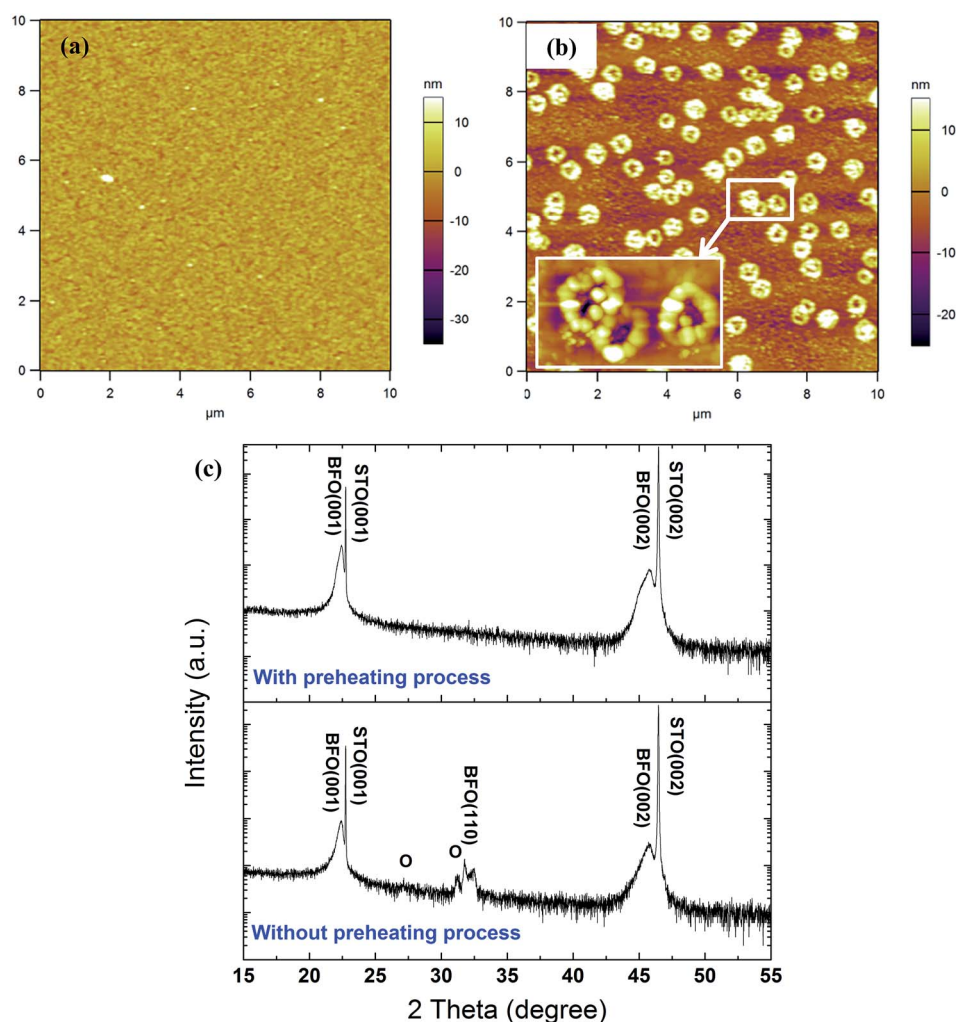 (a)
10
8
6
4
2
0
0 2 4 6 8 10
µm
nm
10
0
-10
-20
-30
(b)
10
8
6
4
2
0
2 4 6 8 10
µm
nm
10
0
-10
-20
(c)
Intensity (a.u.)
BFO(001)
STO(001)
BFO(002)
STO(002)
With preheating process
BFO(001)
STO(001)
O
O
BFO(110)
BFO(002)
STO(002)
Without preheating process
15 20 25 30 35 40 45 50 55
2 Theta (degree)